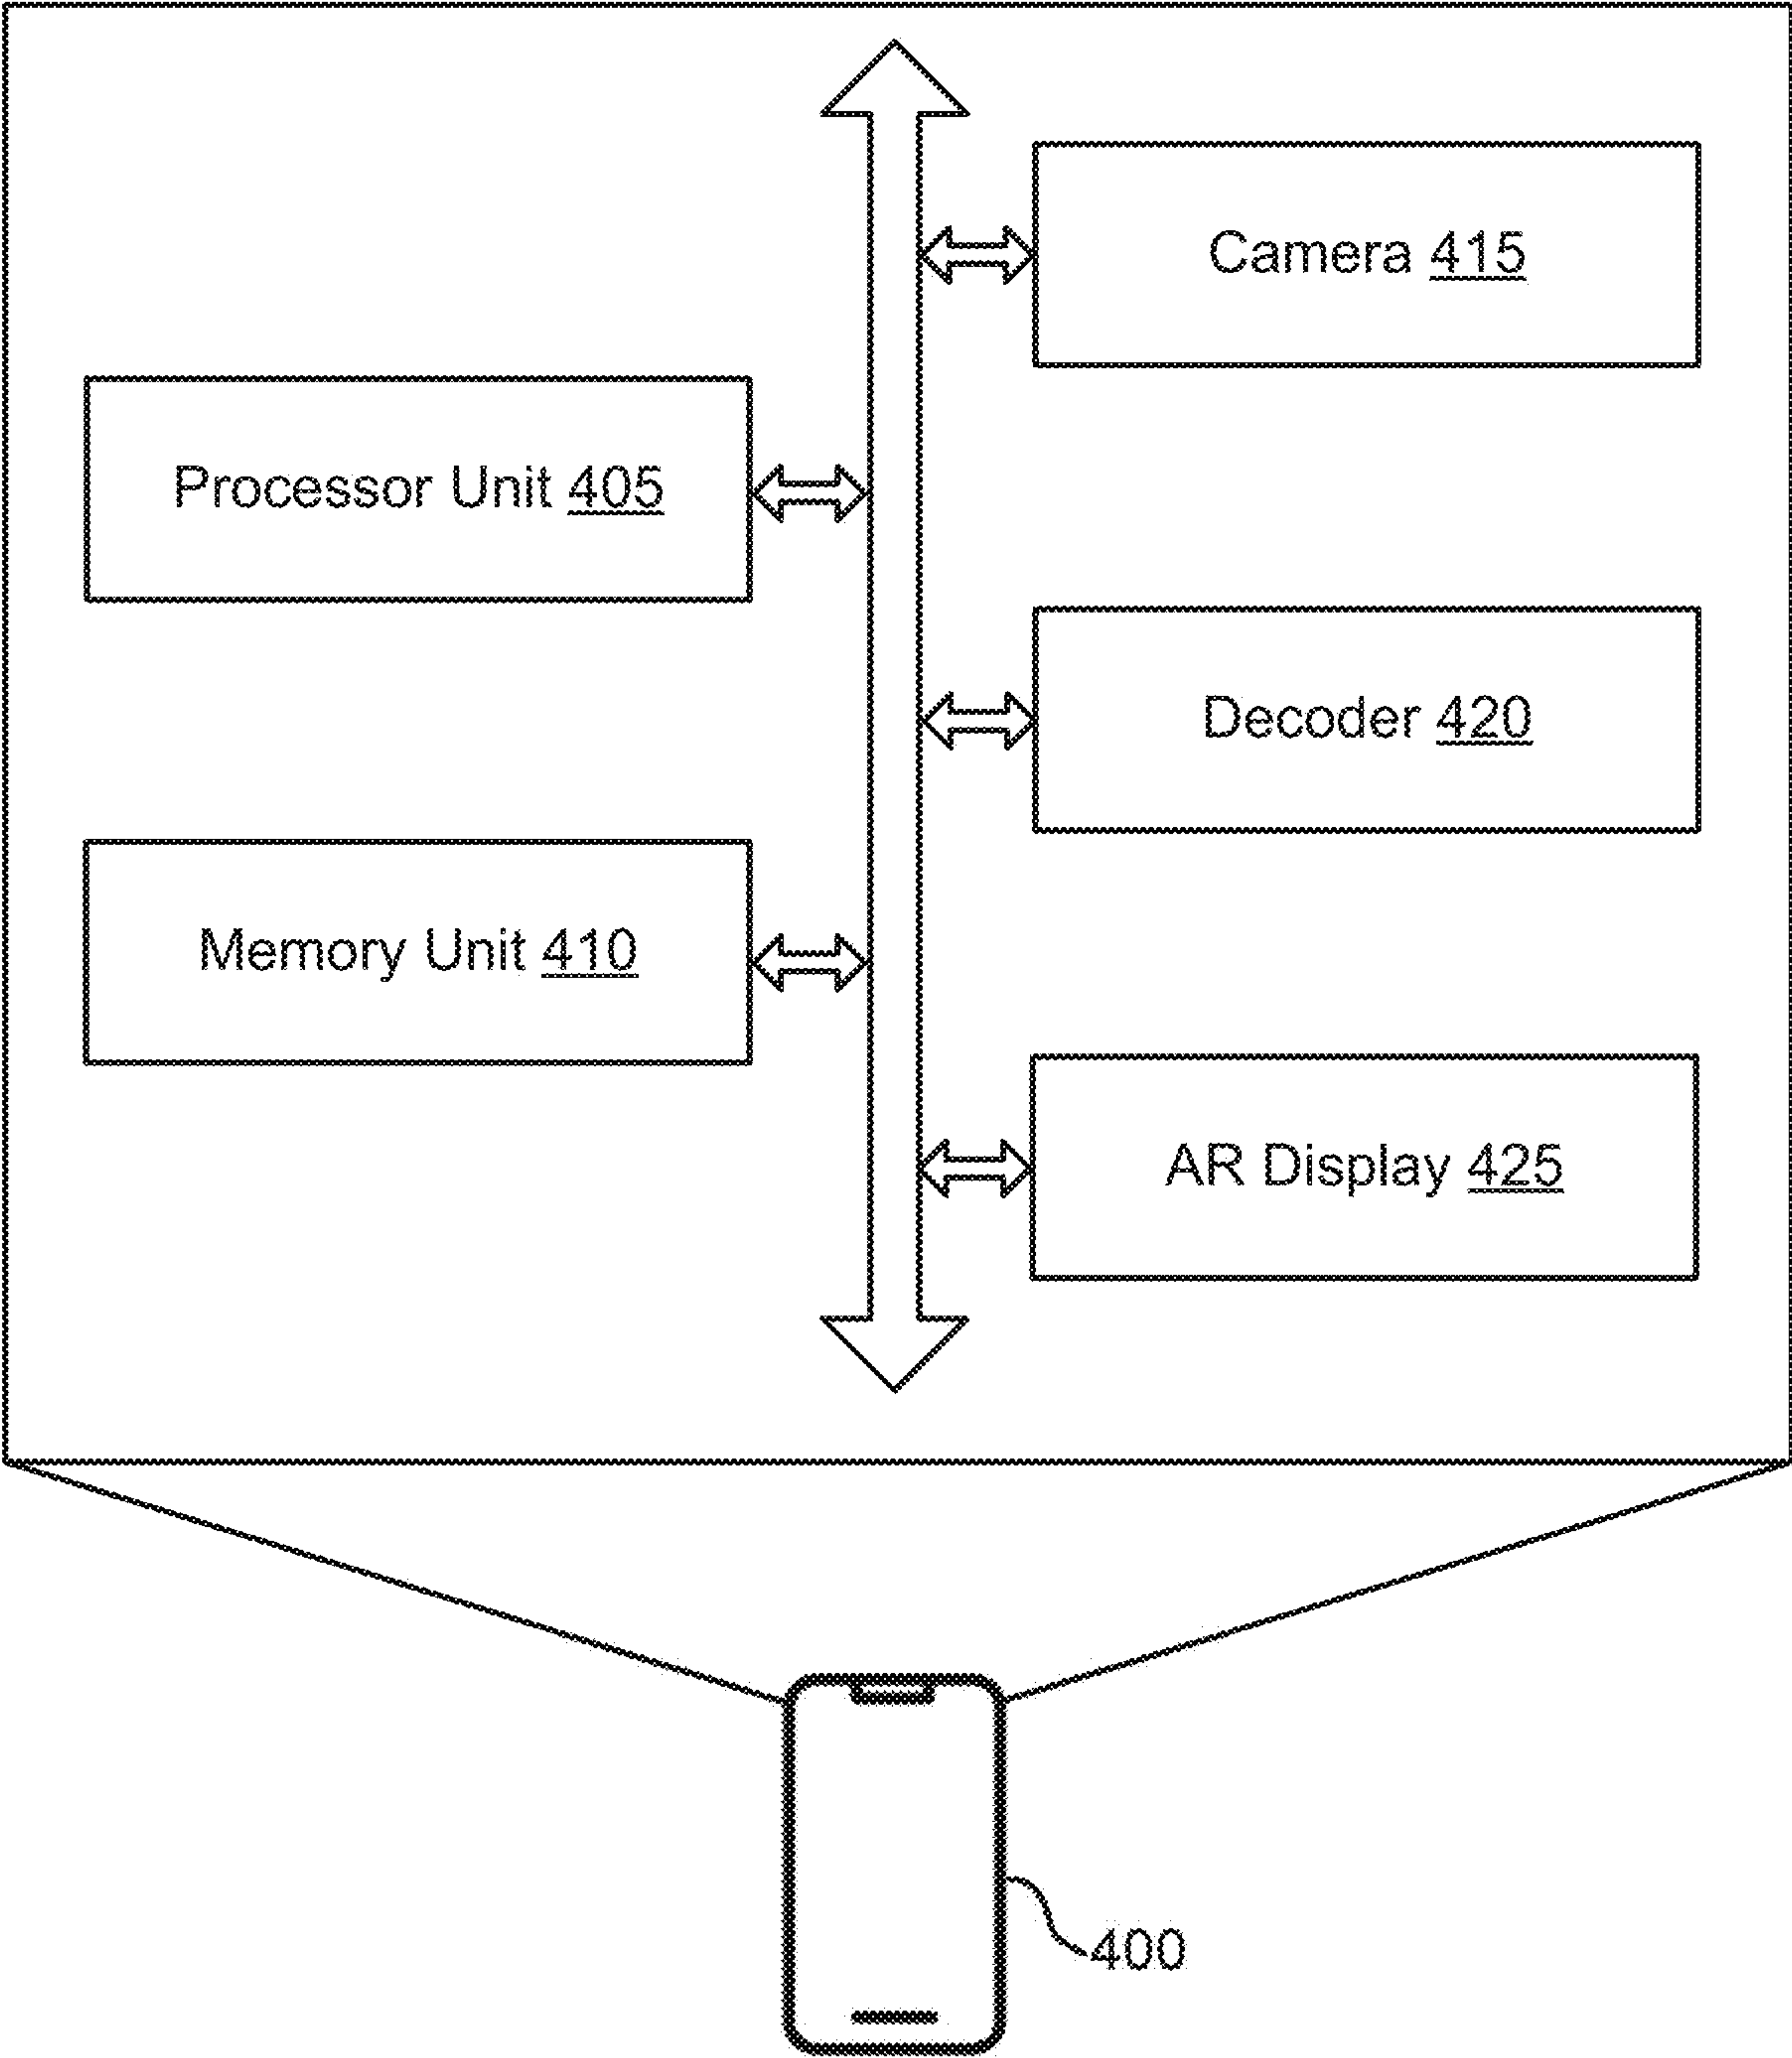 Camera 415
Processor Unit 405
Decoder 420
Memory Unit 410
AR Display 425
400